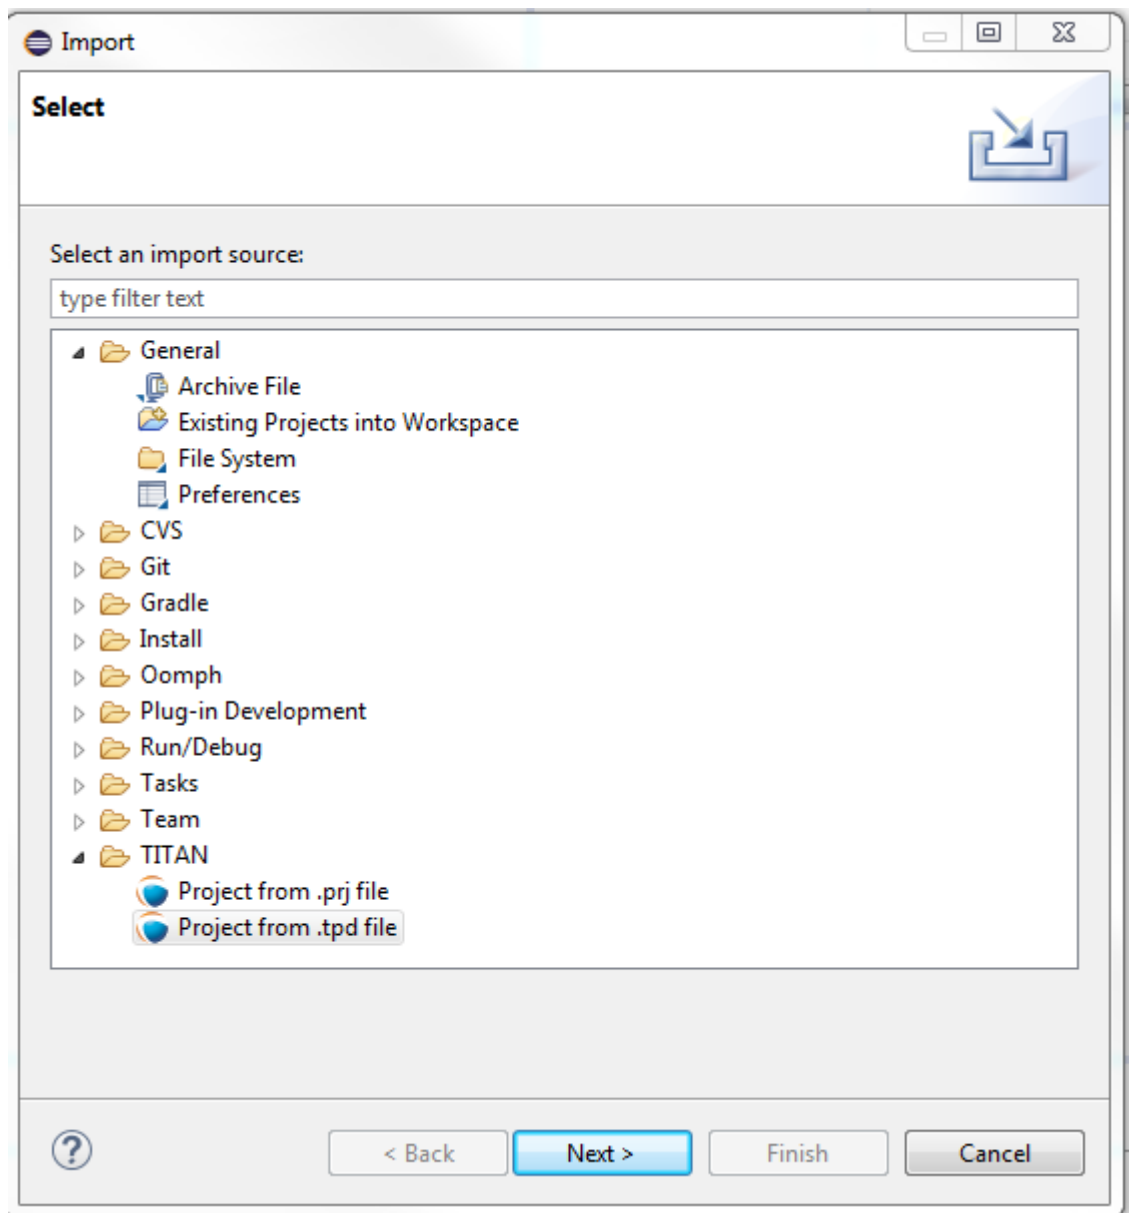 Import
Select
Select an import source:
type filter text
General
Archive File
Existing Projects into Workspace
File System
Preferences
CVS
Git
Gradle
Install
Oomph
Plug-in Development
Run/Debug
Tasks
Team
TITAN
Project from .prj file
Project from .tpd file
? < Back Next > Finish Cancel